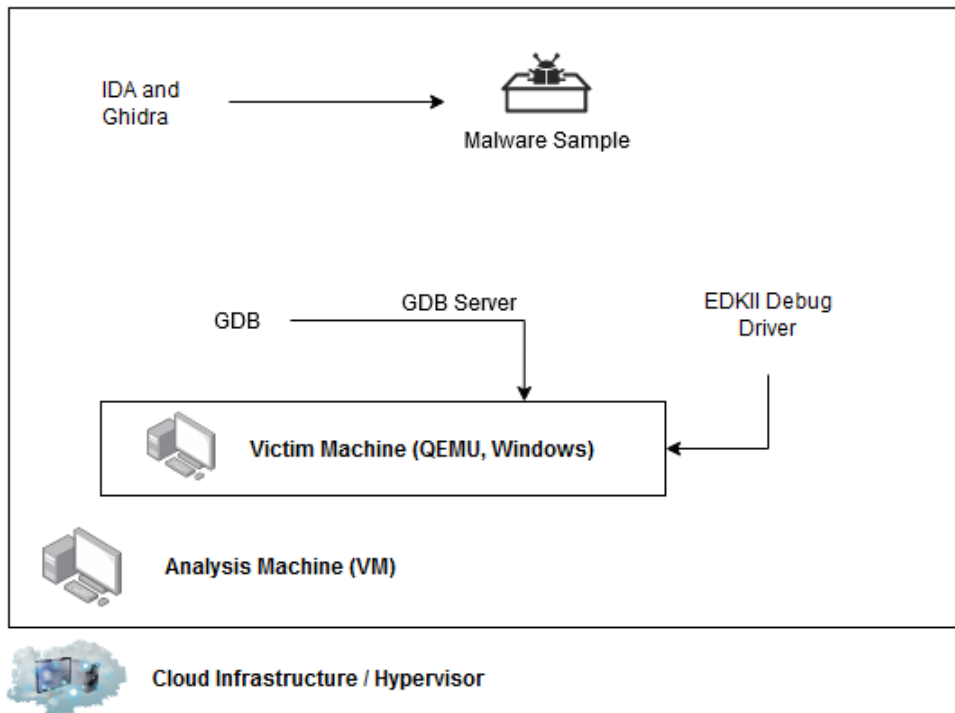 IDA and
Ghidra
Malware Sample
GDB
GDB Server
EDKII Debug
Driver
Victim Machine (QEMU, Windows)
Analysis Machine (VM)
Cloud Infrastructure / Hypervisor